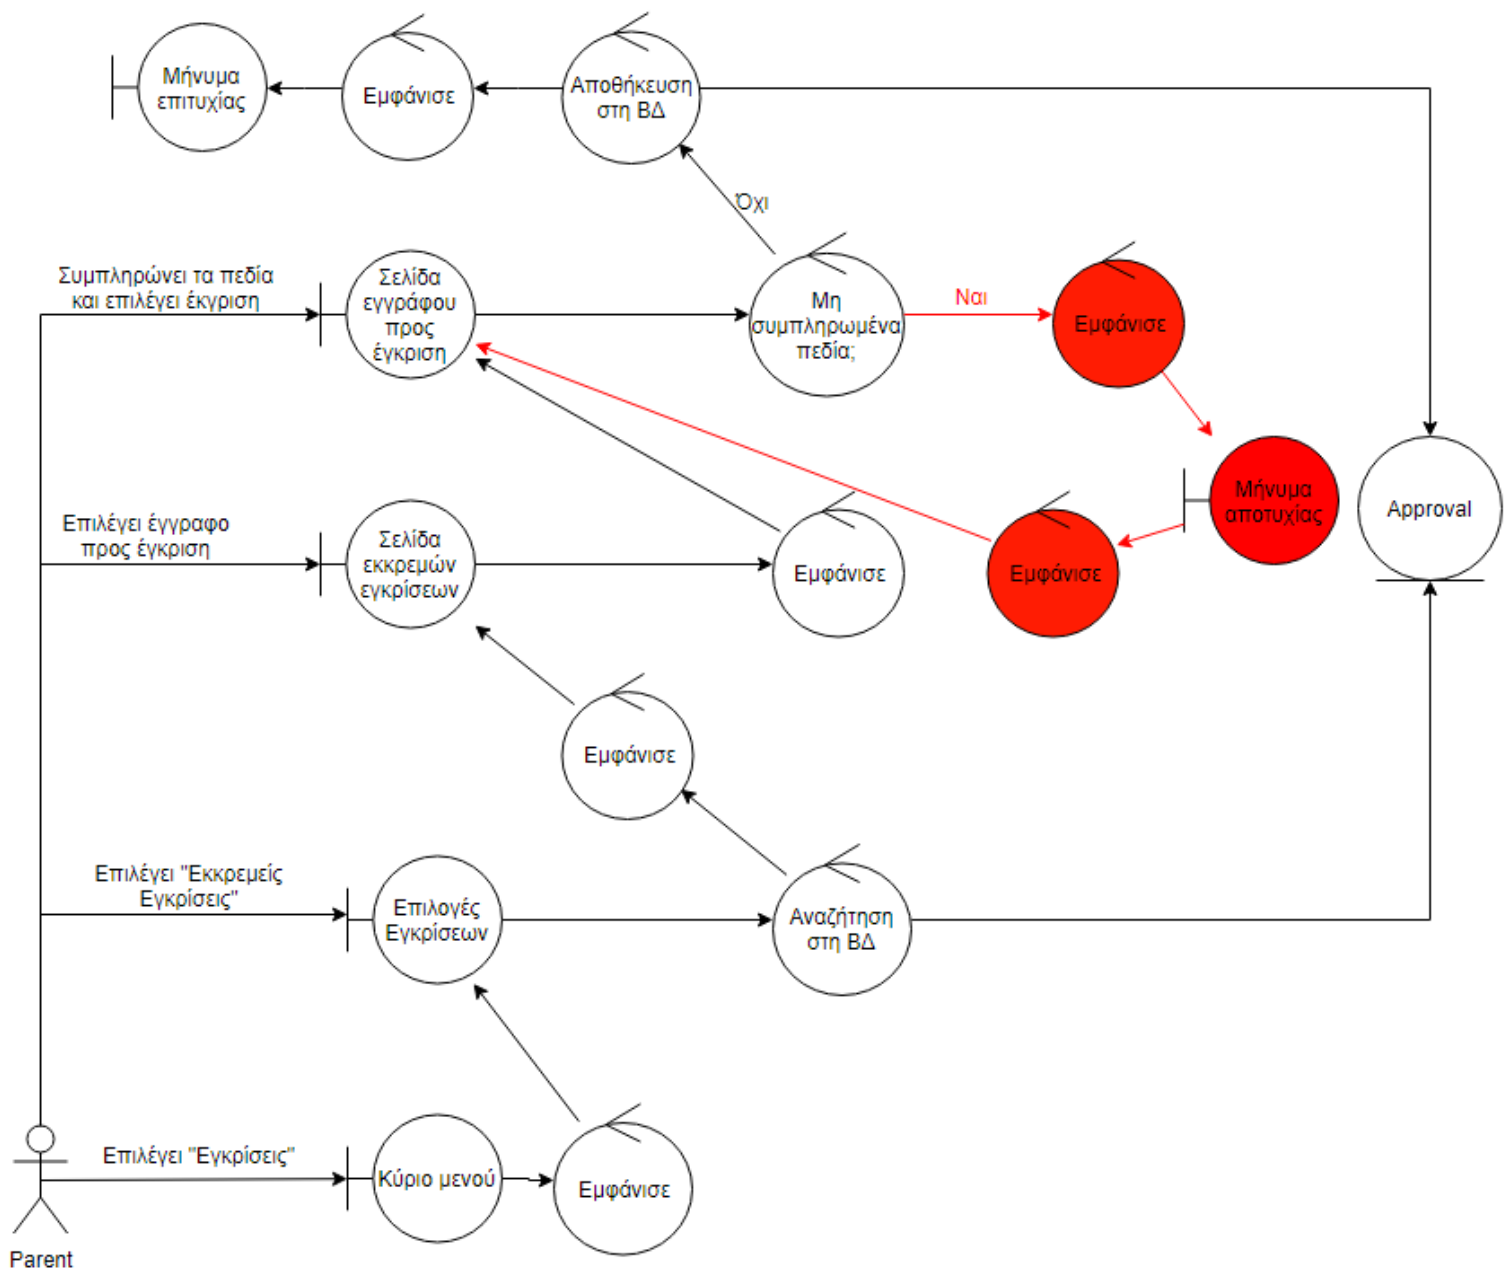 Μήνυμα
επιτυχίας
Εμφάνισε
Αποθήκευση
στη ΒΔ
Όχι
Συμπληρώνει τα πεδία
και επιλέγει έκγριση
Σελίδα
εγγράφου
προς
έγκριση
Μη
συμπληρωμένα
πεδία;
Ναι
Εμφάνισε
Μήνυμα
αποτυχίας
Approval
Επιλέγει έγγραφο
προς έγκριση
Σελίδα
εκκρεμών
εγκρίσεων
Εμφάνισε
Εμφάνισε
Εμφάνισε
Επιλέγει "Εκκρεμείς
Εγκρίσεις"
Επιλογές
Εγκρίσεων
Αναζήτηση
στη ΒΔ
Επιλέγει "Εγκρίσεις"
Κύριο μενού
Εμφάνισε
Parent